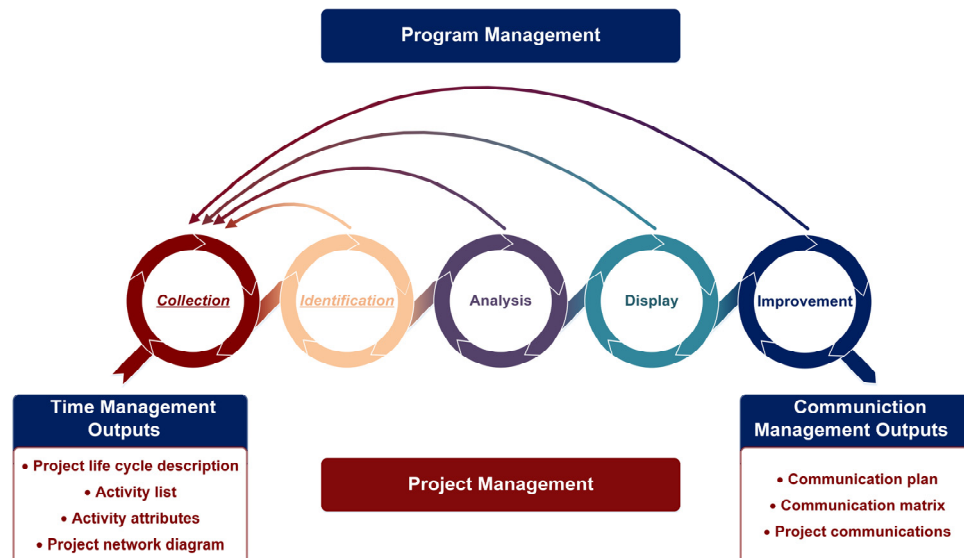 Program Management
Collection
Identification
Analysis
Display
Improvement
Time Management
Outputs
• Project life cycle description
• Activity list
• Activity attributes
• Project network diagram
Project Management
Communiction
Management Outputs
• Communication plan
• Communication matrix
• Project communications